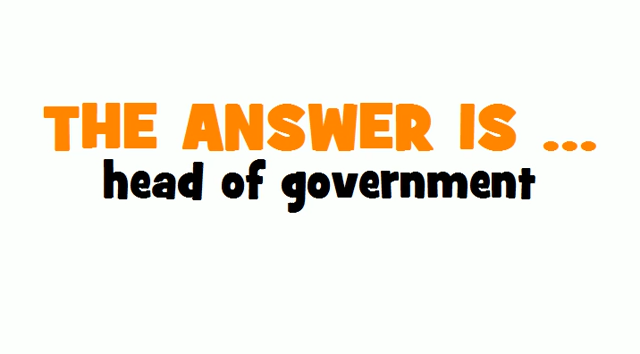 THE ANSWER IS ...
head of government